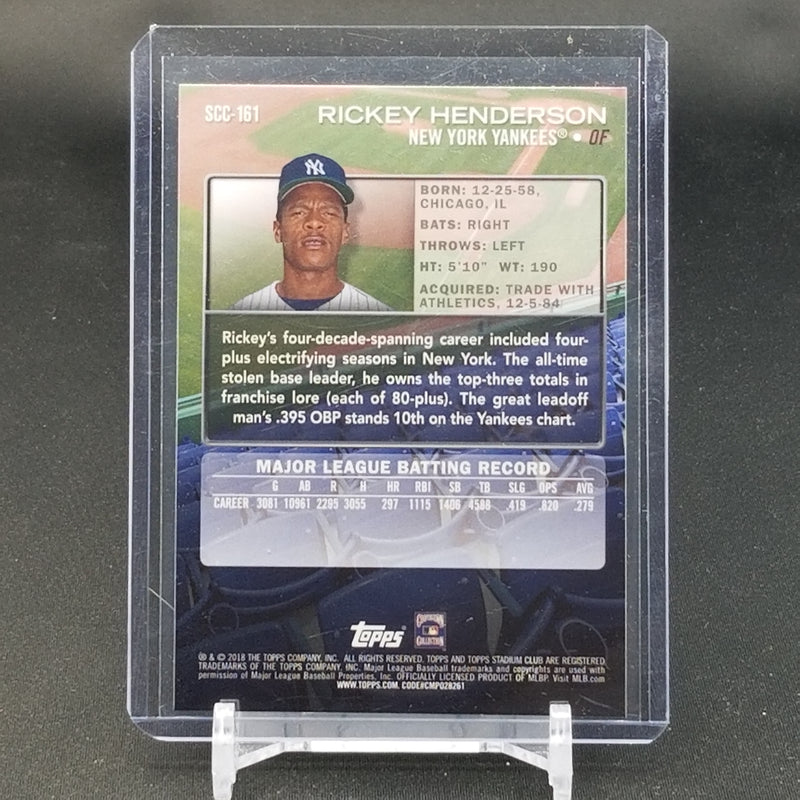 SCC-161
RICKEY HENDERSON
NEW YORK YANKEES® • OF
NY
BORN: 12-25-58,
CHICAGO, IL
BATS: RIGHT
THROWS: LEFT
HT: 5'10" WT: 190
ACQUIRED: TRADE WITH
ATHLETICS, 12-5-84
Rickey's four-decade-spanning career included four-
plus electrifying seasons in New York. The all-time
stolen base leader, he owns the top-three totals in
franchise lore (each of 80-plus). The great leadoff
man's .395 OBP stands 10th on the Yankees chart.
MAJOR LEAGUE BATTING RECORD
G AB R H HR RBI SB TB SLG OPS AVG
CAREER 3081 10961 2295 3055 297 1115 1406 4588 .419 .820 .279
Topps
COOPERSTOWN
COLLECTION
® & © 2018 THE TOPPS COMPANY, INC. ALL RIGHTS RESERVED. TOPPS AND TOPPS STADIUM CLUB ARE REGISTERED
TRADEMARKS OF THE TOPPS COMPANY, INC. Major League Baseball trademarks and copyrights are used with
permission of Major League Baseball Properties, Inc. OFFICIALLY LICENSED PRODUCT OF MLBP. Visit MLB.com
WWW.TOPPS.COM. CODE#CMP028261